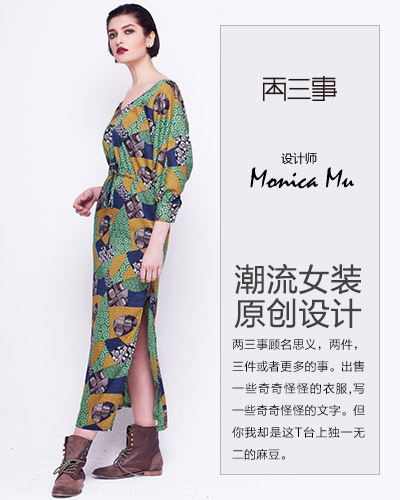 两三事
设计师
Monica Mu
潮流女装
原创设计
两三事顾名思义，两件，
三件或者更多的事。出售
一些奇奇怪怪的衣服,写
一些奇奇怪怪的文字。但
你我却是这T台上独一无
二的麻豆。